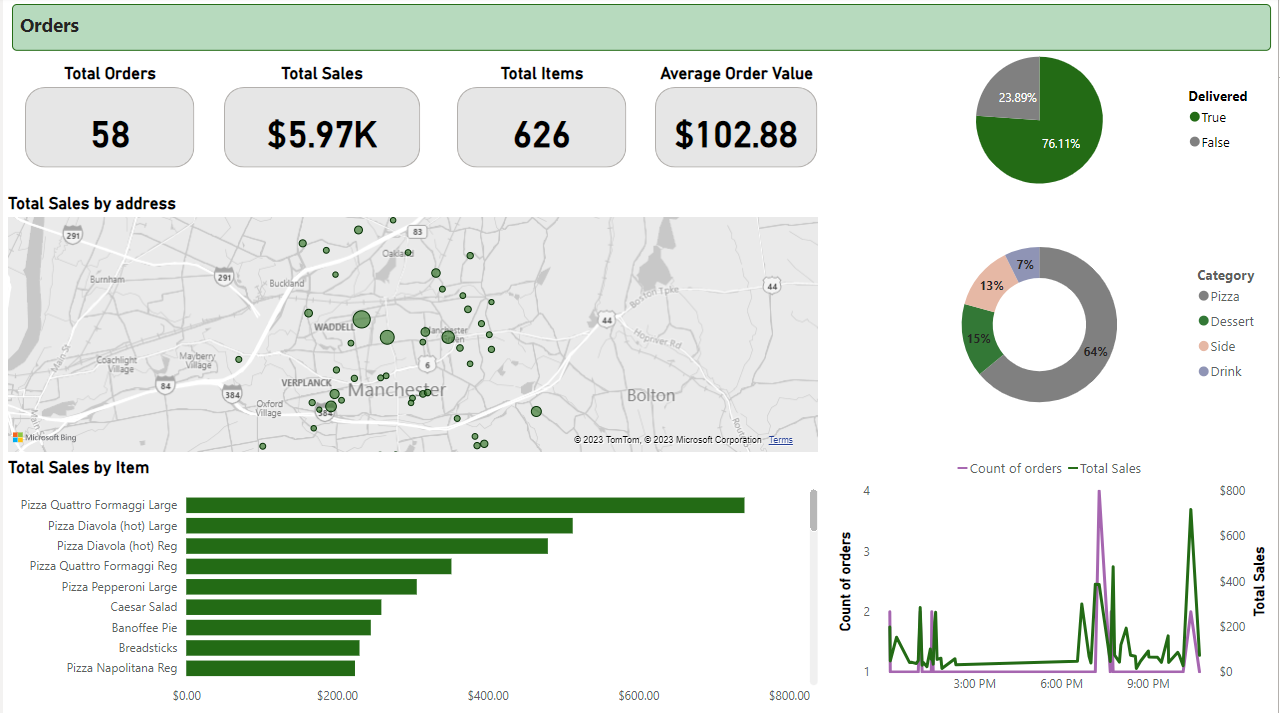 Orders
Total Orders
58
Total Sales
$5.97K
Total Items
626
Average Order Value
$102.88
23.89%
76.11%
Delivered
True
False
Total Sales by address
291
83
Oakland
Burnham
291
Buckland
44
Boston Tpke
WADDELL
Manchester
44
Hopriver Rd
Main St
Coachlight
Village
Mayberry
Village
6
84
384
VERPLANCK
Manchester
Oxford
Village
384
Bolton
Main St
Microsoft Bing
© 2023 TomTom, © 2023 Microsoft Corporation Terms
7%
13%
15%
64%
Category
Pizza
Dessert
Side
Drink
Total Sales by Item
Pizza Quattro Formaggi Large
Pizza Diavola (hot) Large
Pizza Diavola (hot) Reg
Pizza Quattro Formaggi Reg
Pizza Pepperoni Large
Caesar Salad
Banoffee Pie
Breadsticks
Pizza Napolitana Reg
$0.00 $200.00 $400.00 $600.00 $800.00
Count of orders Total Sales
Count of orders
4
3
2
1
$800
$600
$400
$200
$0
Total Sales
3:00 PM 6:00 PM 9:00 PM